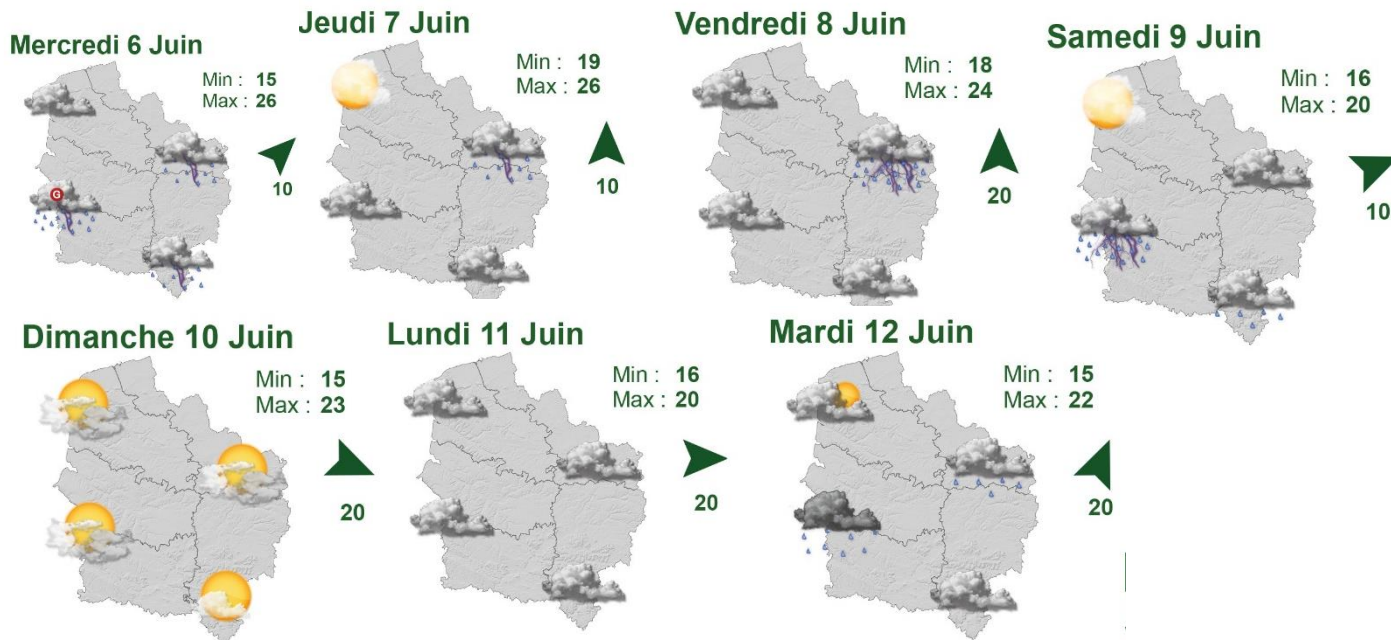 Mercredi 6 Juin
Min : 15
Max : 26
10
G
Jeudi 7 Juin
Min : 19
Max : 26
10
Vendredi 8 Juin
Min : 18
Max : 24
20
Samedi 9 Juin
Min : 16
Max : 20
10
Dimanche 10 Juin
Min : 15
Max : 23
20
Lundi 11 Juin
Min : 16
Max : 20
20
Mardi 12 Juin
Min : 15
Max : 22
20